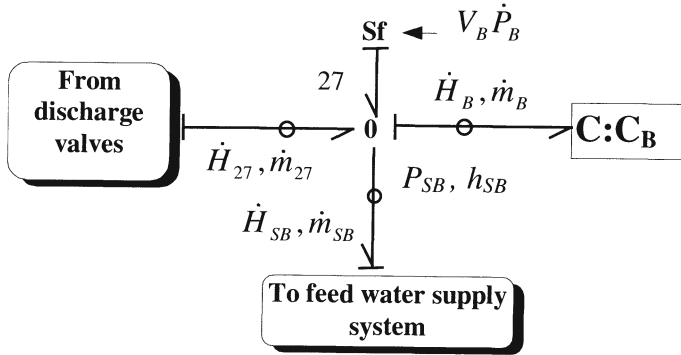 Sf
V_B Ṗ_B
From
discharge
valves
27
Ḣ_B, ṁ_B
0
C:C_B
Ḣ_27, ṁ_27
P_SB, h_SB
Ḣ_SB, ṁ_SB
To feed water supply
system